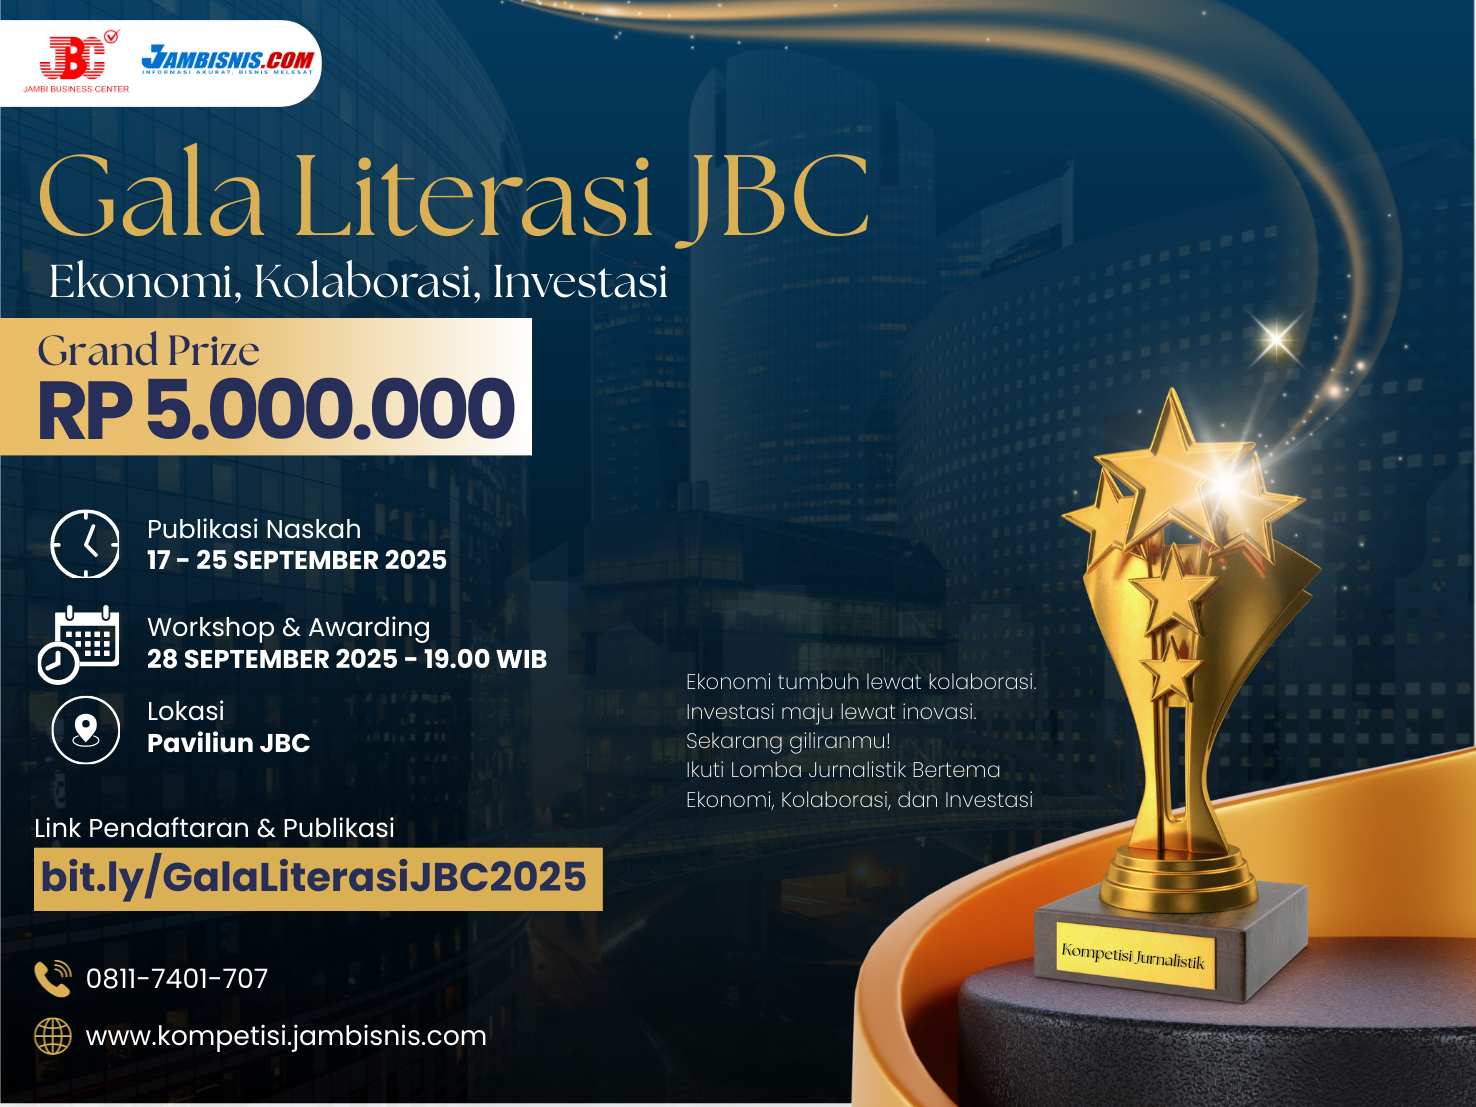 JBC
JAMBI BUSINESS CENTER
JAMBISNIS.COM
INFORMASI AKURAT. BISNIS MELESAT
Gala Literasi JBC
Ekonomi, Kolaborasi, Investasi
Grand Prize
RP 5.000.000
Publikasi Naskah
17 - 25 SEPTEMBER 2025
Workshop & Awarding
28 SEPTEMBER 2025 - 19.00 WIB
Lokasi
Paviliun JBC
Ekonomi tumbuh lewat kolaborasi.
Investasi maju lewat inovasi.
Sekarang giliranmu!
Ikuti Lomba Jurnalistik Bertema
Ekonomi, Kolaborasi, dan Investasi
Link Pendaftaran & Publikasi
bit.ly/GalaLiterasiJBC2025
0811-7401-707
www.kompetisi.jambisnis.com
Kompetisi Jurnalistik